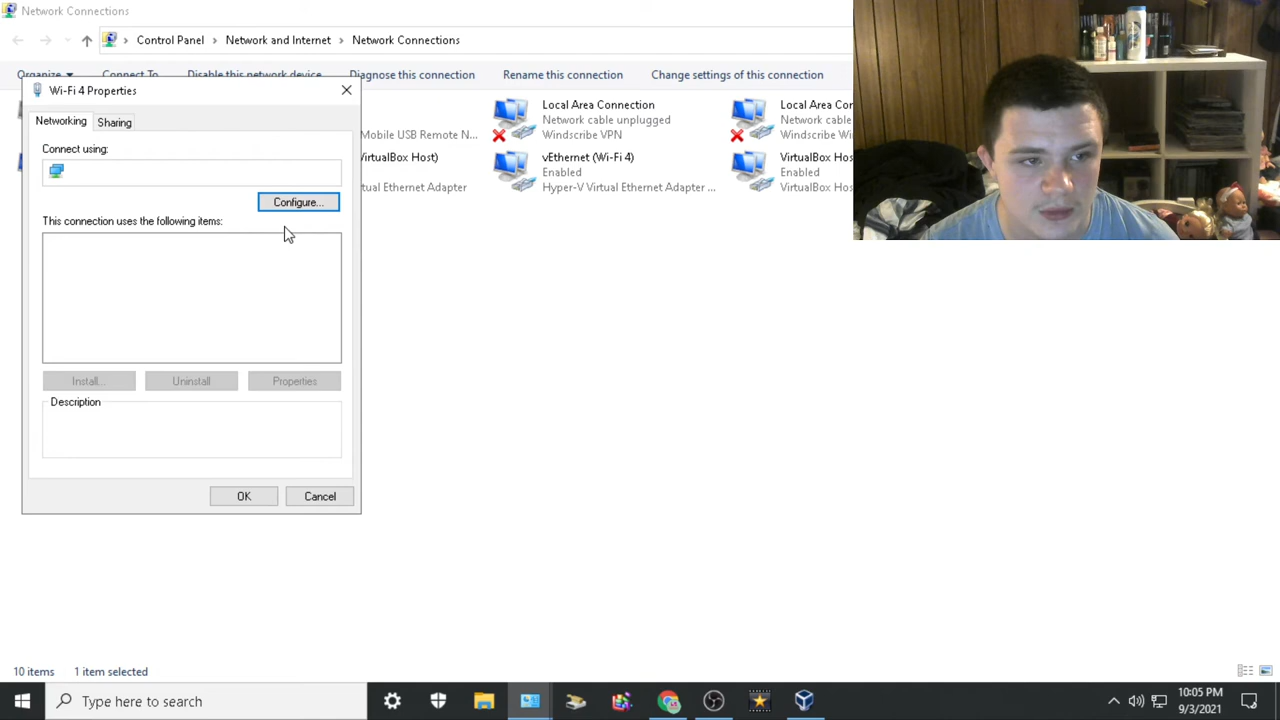 Network Connections
Control Panel > Network and Internet > Network Connections
Organize Connect To Disable this network device Diagnose this connection Rename this connection Change settings of this connection
Wi-Fi 4 Properties
Networking Sharing
Connect using:
Configure...
This connection uses the following items:
Install... Uninstall Properties
Description
OK Cancel
Mobile USB Remote N...
VirtualBox Host)
tual Ethernet Adapter
Local Area Connection
Network cable unplugged
Windscribe VPN
vEthernet (Wi-Fi 4)
Enabled
Hyper-V Virtual Ethernet Adapter ...
Local Area Cor
Network cable
Windscribe Wi
VirtualBox Hos
Enabled
VirtualBox Hos
10 items 1 item selected
Type here to search
10:05 PM
9/3/2021